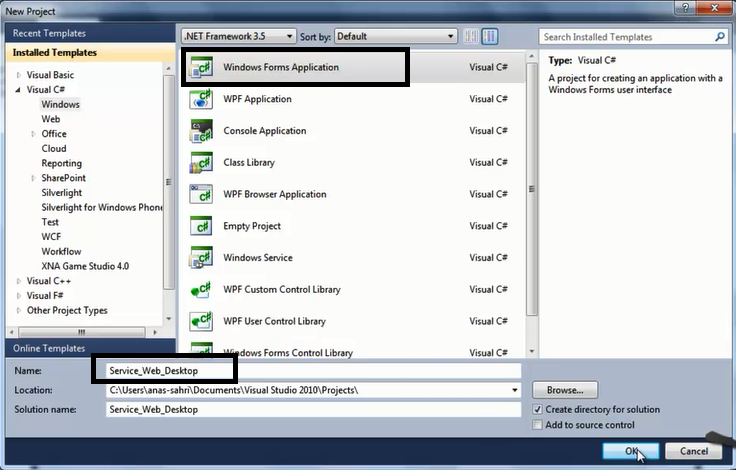 New Project
Recent Templates
Installed Templates
Visual Basic
Visual C#
Windows
Web
Office
Cloud
Reporting
SharePoint
Silverlight
Silverlight for Windows Phone
Test
WCF
Workflow
XNA Game Studio 4.0
Visual C++
Visual F#
Other Project Types
Online Templates
.NET Framework 3.5 Sort by: Default
Windows Forms Application Visual C#
WPF Application Visual C#
Console Application Visual C#
Class Library Visual C#
WPF Browser Application Visual C#
Empty Project Visual C#
Windows Service Visual C#
WPF Custom Control Library Visual C#
WPF User Control Library Visual C#
Windows Forms Control Library Visual C#
Search Installed Templates
Type: Visual C#
A project for creating an application with a
Windows Forms user interface
Name: Service_Web_Desktop
Location: C:\Users\anas-sahri\Documents\Visual Studio 2010\Projects\ Browse...
Solution name: Service_Web_Desktop
Create directory for solution
Add to source control
OK Cancel